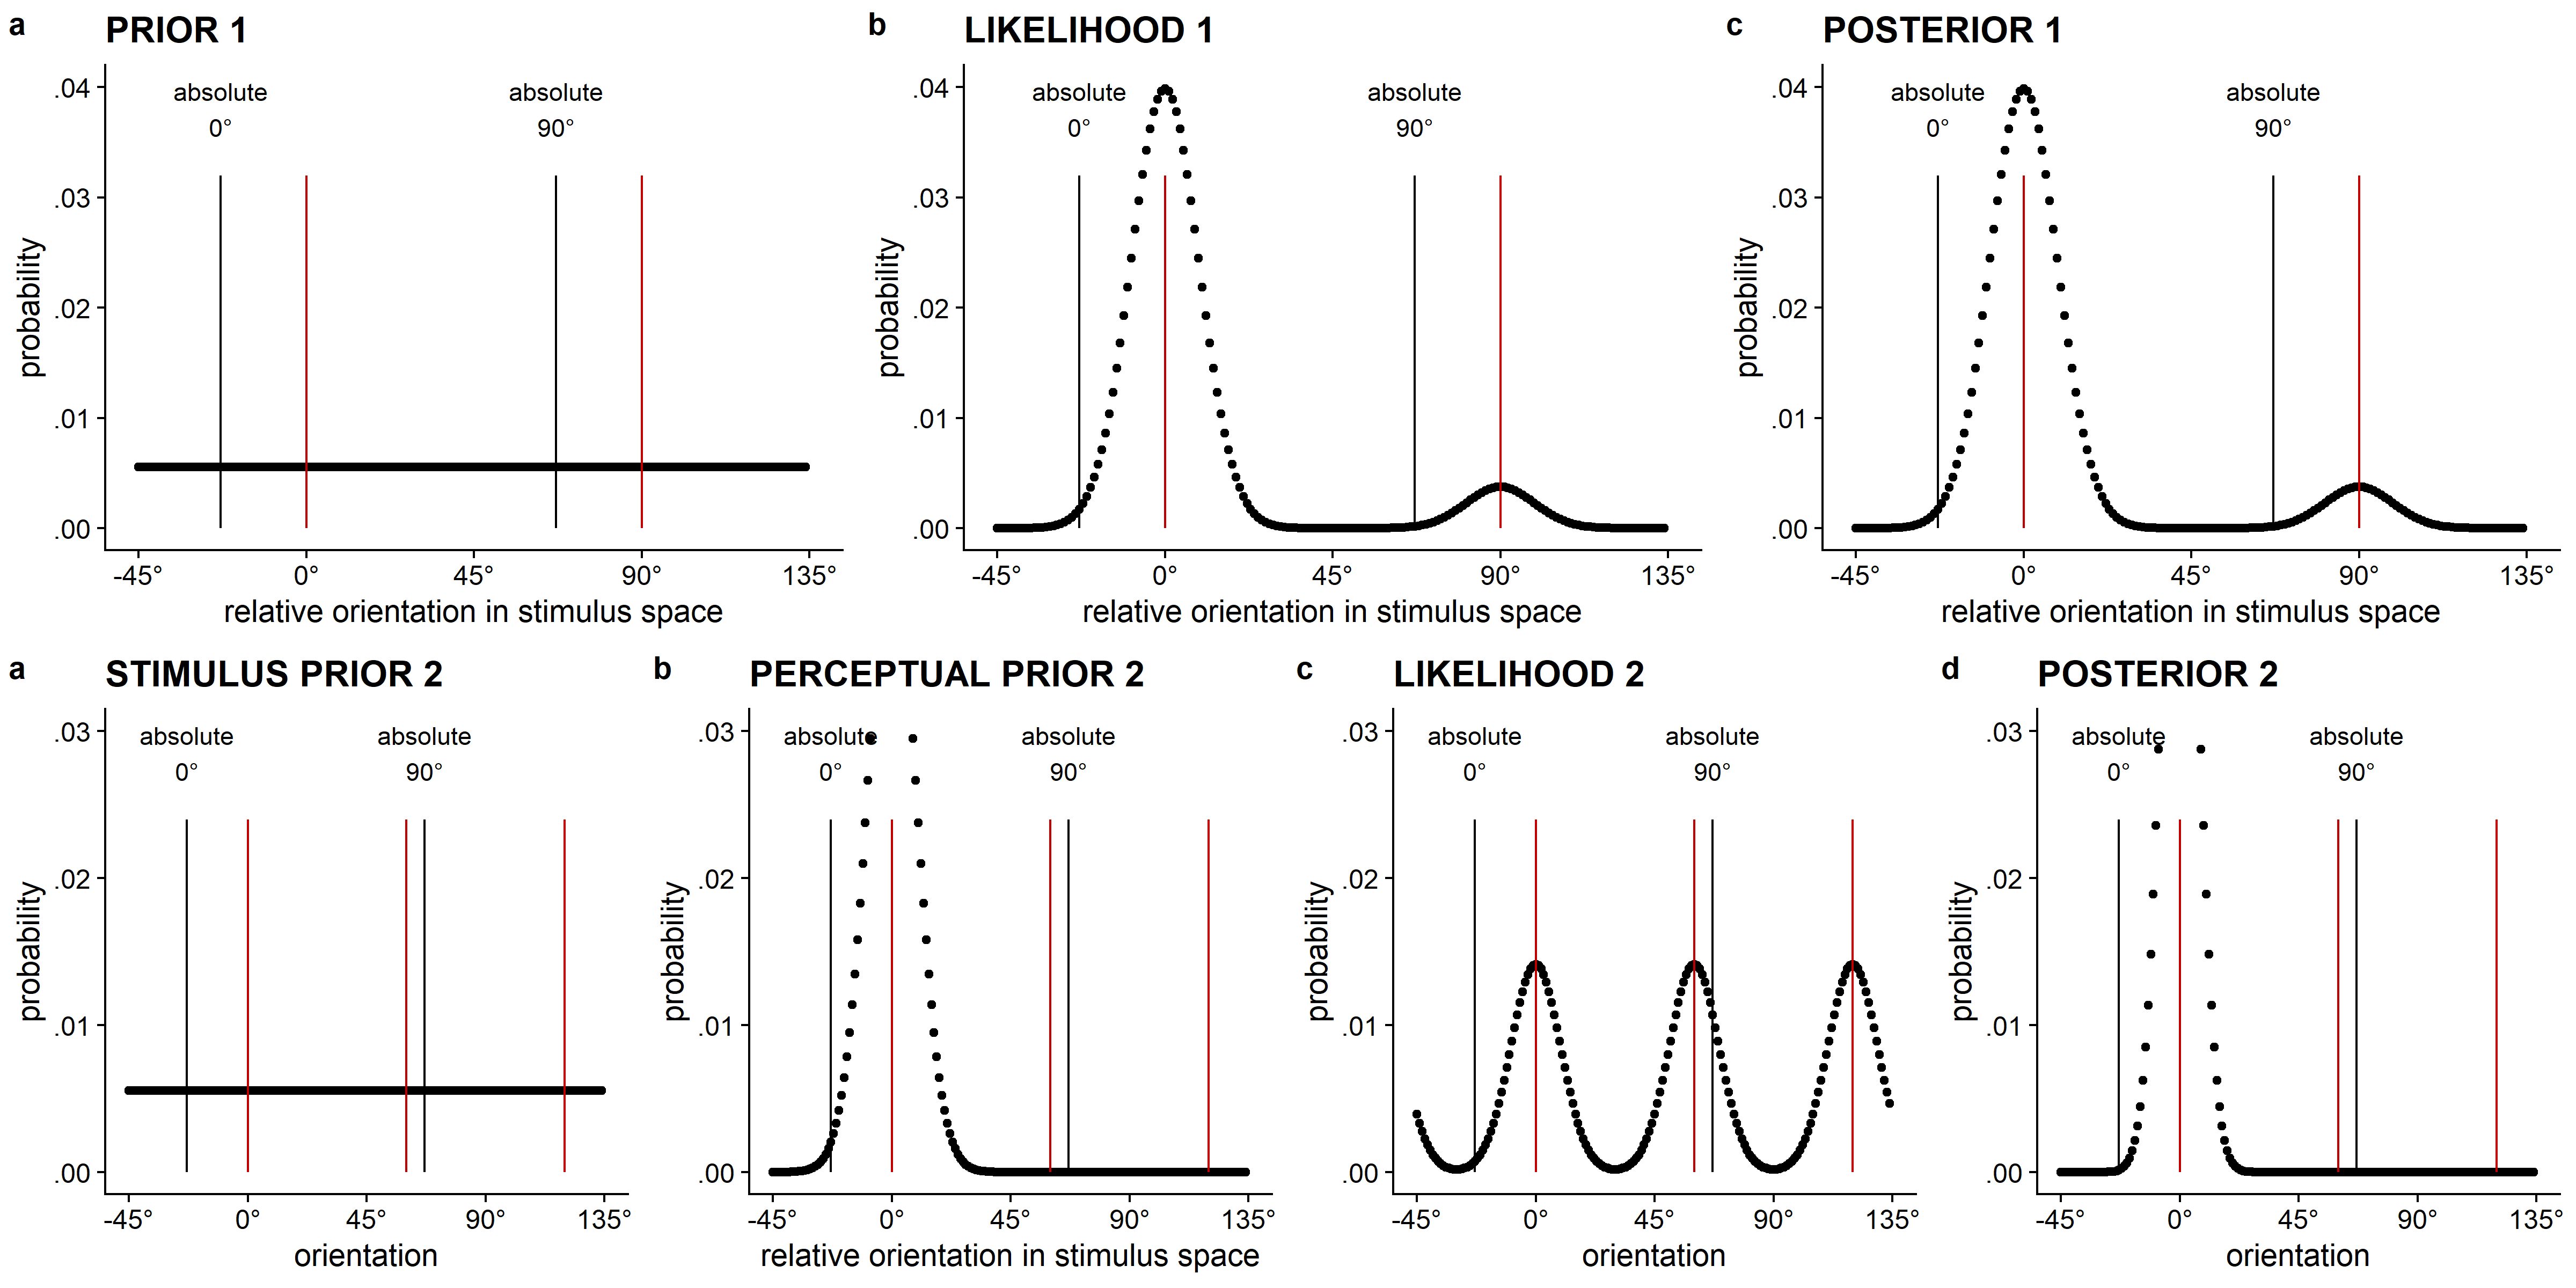 a PRIOR 1
absolute absolute
0° 90°
.04
.03
.02
.01
.00
probability
-45° 0° 45° 90° 135°
relative orientation in stimulus space
b LIKELIHOOD 1
absolute absolute
0° 90°
.04
.03
.02
.01
.00
probability
-45° 0° 45° 90° 135°
relative orientation in stimulus space
c POSTERIOR 1
absolute absolute
0° 90°
.04
.03
.02
.01
.00
probability
-45° 0° 45° 90° 135°
relative orientation in stimulus space
a STIMULUS PRIOR 2
absolute absolute
0° 90°
.03
.02
.01
.00
probability
-45° 0° 45° 90° 135°
orientation
b PERCEPTUAL PRIOR 2
absolute absolute
0° 90°
.03
.02
.01
.00
probability
-45° 0° 45° 90° 135°
relative orientation in stimulus space
c LIKELIHOOD 2
absolute absolute
0° 90°
.03
.02
.01
.00
probability
-45° 0° 45° 90° 135°
orientation
d POSTERIOR 2
absolute absolute
0° 90°
.03
.02
.01
.00
probability
-45° 0° 45° 90° 135°
orientation